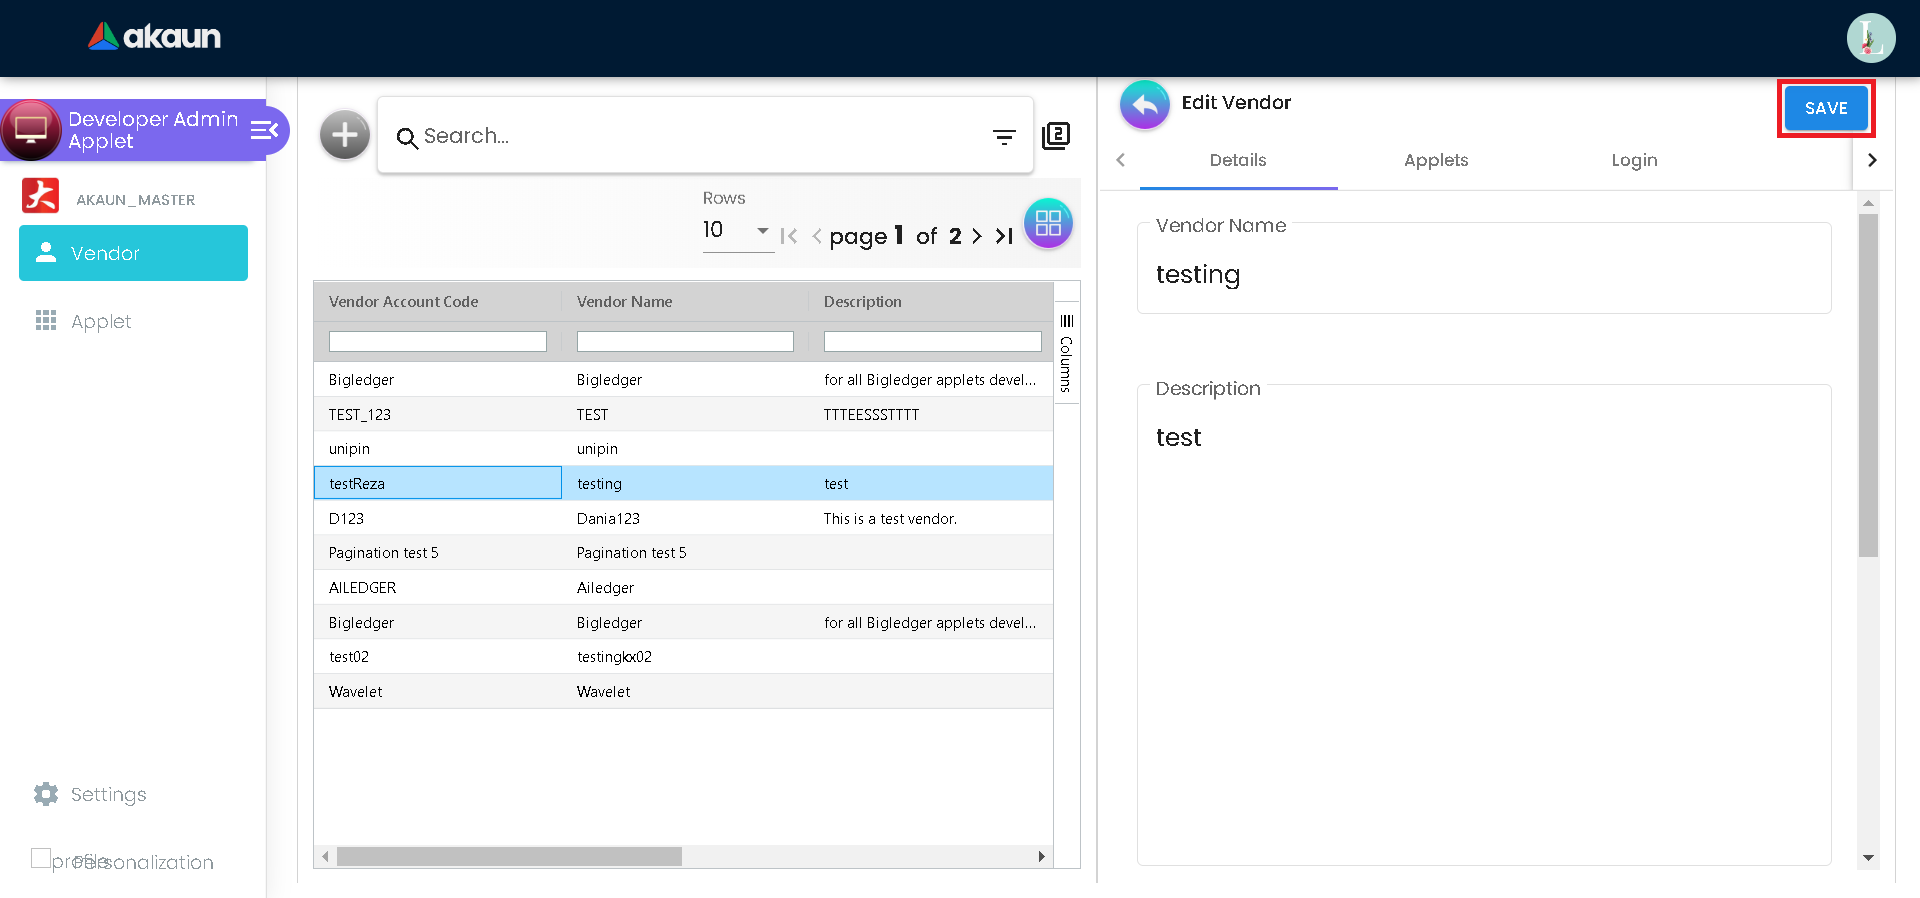 akaun
L
Developer Admin
Applet
AKAUN_MASTER
Vendor
Applet
Settings
profile
Personalization
Search...
2
Rows
10
page 1 of 2
Vendor Account Code Vendor Name Description
Bigledger Bigledger for all Bigledger applets devel...
TEST_123 TEST TTTEESSSTTTT
unipin unipin
testReza testing test
D123 Dania123 This is a test vendor.
Pagination test 5 Pagination test 5
AILEDGER Ailedger
Bigledger Bigledger for all Bigledger applets devel...
test02 testingkx02
Wavelet Wavelet
Columns
Edit Vendor
SAVE
Details Applets Login
Vendor Name
testing
Description
test